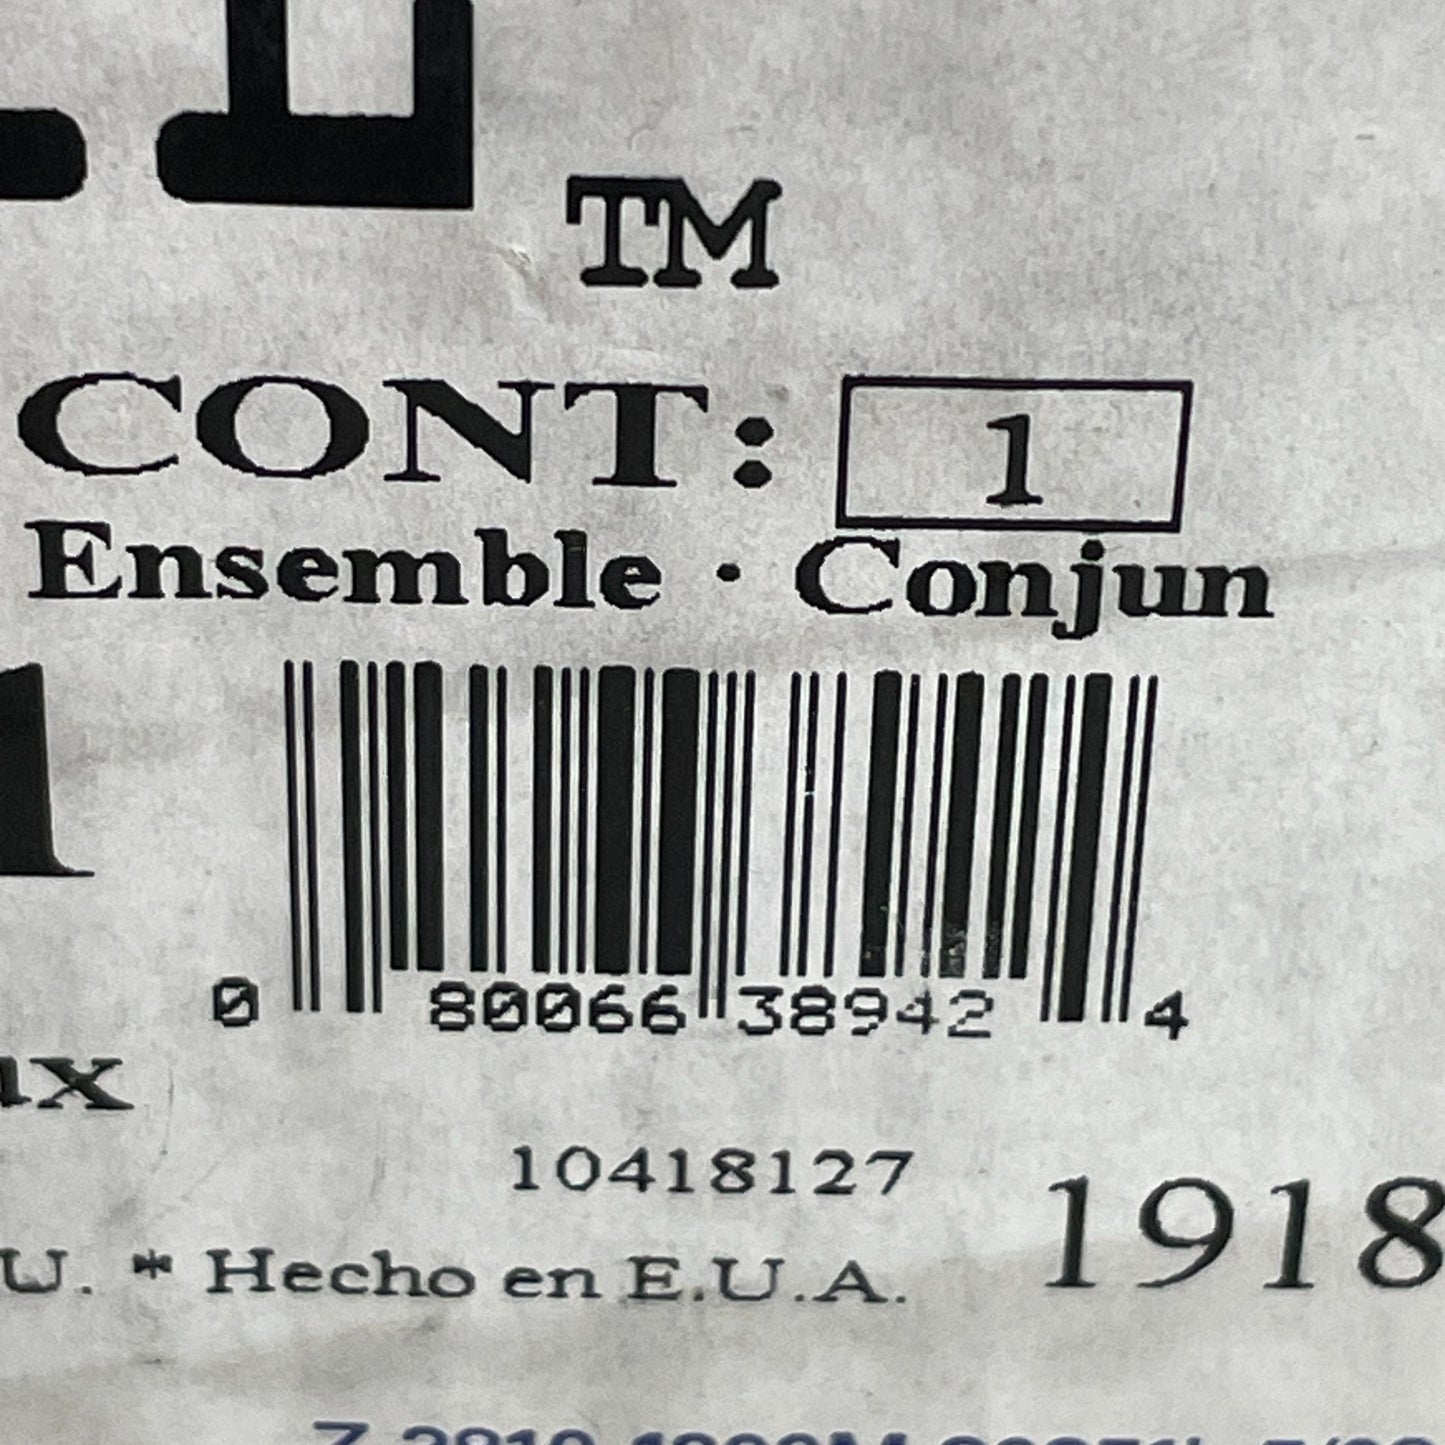 TM
CONT: 1
Ensemble · Conjun
0 80066 38942 4
10418127
1918
U. * Hecho en E.U.A.